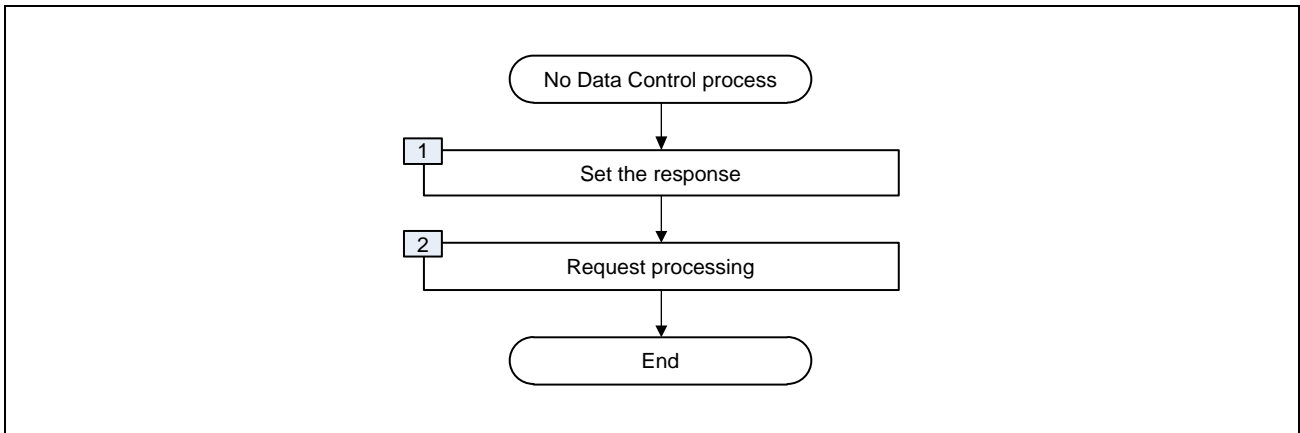 No Data Control process
1
Set the response
2
Request processing
End